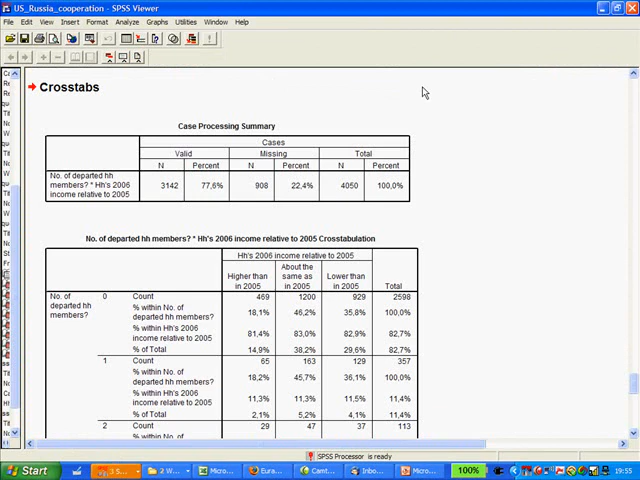 US_Russia_cooperation - SPSS Viewer
File Edit View Insert Format Analyze Graphs Utilities Window Help
Crosstabs
Case Processing Summary
Cases
Valid Missing Total
N Percent N Percent N Percent
No. of departed hh members? * Hh's 2006 income relative to 2005 3142 77,6% 908 22,4% 4050 100,0%
No. of departed hh members? * Hh's 2006 income relative to 2005 Crosstabulation
Hh's 2006 income relative to 2005
Higher than in 2005 About the same as in 2005 Lower than in 2005 Total
No. of departed hh members? 0 Count 469 1200 929 2598
% within No. of departed hh members? 18,1% 46,2% 35,8% 100,0%
% within Hh's 2006 income relative to 2005 81,4% 83,0% 82,9% 82,7%
% of Total 14,9% 38,2% 29,6% 82,7%
1 Count 65 163 129 357
% within No. of departed hh members? 18,2% 45,7% 36,1% 100,0%
% within Hh's 2006 income relative to 2005 11,3% 11,3% 11,5% 11,4%
% of Total 2,1% 5,2% 4,1% 11,4%
2 Count 29 47 37 113
% within No. of
SPSS Processor is ready
Start 3 S... 2 W... Micro... Eura... Camt... Inbo... Micro... 100% 19:55